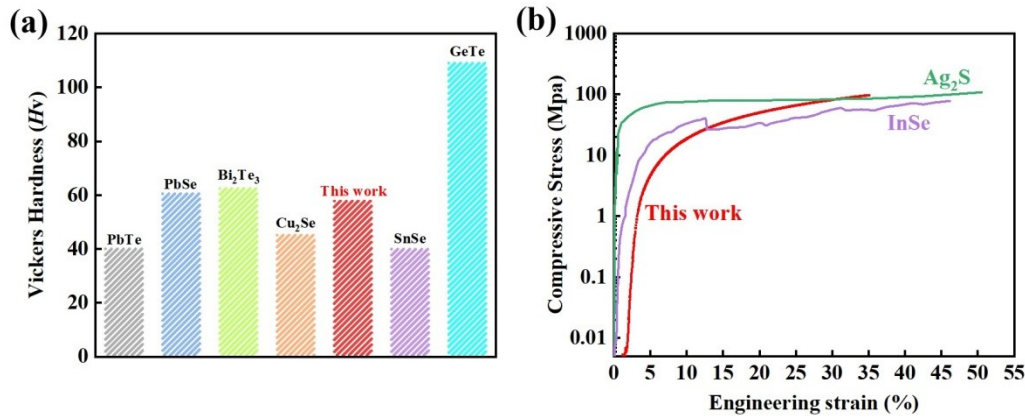 (a)
Vickers Hardness (Hv)
120
100
80
60
40
20
0
PbTe
PbSe
Bi₂Te₃
Cu₂Se
This work
SnSe
GeTe
(b)
Compressive Stress (Mpa)
1000
100
10
1
0.1
0.01
Ag₂S
InSe
This work
0 5 10 15 20 25 30 35 40 45 50 55
Engineering strain (%)